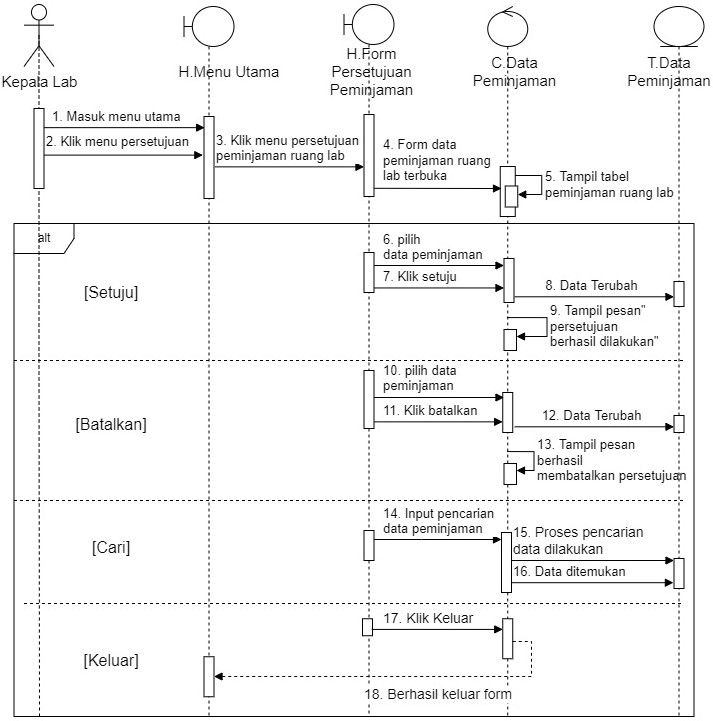 Kepala Lab
H.Menu Utama
H.Form
Persetujuan
Peminjaman
C.Data
Peminjaman
T.Data
Peminjaman
1. Masuk menu utama
2. Klik menu persetujuan
3. Klik menu persetujuan
peminjaman ruang lab
4. Form data
peminjaman ruang
lab terbuka
5. Tampil tabel
peminjaman ruang lab
alt
[Setuju]
6. pilih
data peminjaman
7. Klik setuju
8. Data Terubah
9. Tampil pesan"
persetujuan
berhasil dilakukan"
[Batalkan]
10. pilih data
peminjaman
11. Klik batalkan
12. Data Terubah
13. Tampil pesan
berhasil
membatalkan persetujuan
[Cari]
14. Input pencarian
data peminjaman
15. Proses pencarian
data dilakukan
16. Data ditemukan
[Keluar]
17. Klik Keluar
18. Berhasil keluar form